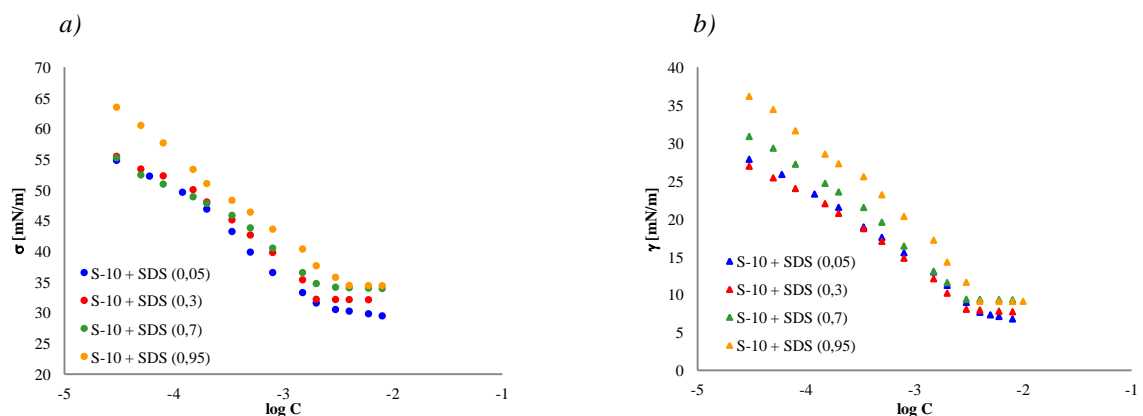 a)
b)
70
65
60
55
50
45
40
35
30
25
20
σ [mN/m]
S-10 + SDS (0,05)
S-10 + SDS (0,3)
S-10 + SDS (0,7)
S-10 + SDS (0,95)
-5 -4 -3 -2 -1
log C
40
35
30
25
20
15
10
5
0
γ [mN/m]
S-10 + SDS (0,05)
S-10 + SDS (0,3)
S-10 + SDS (0,7)
S-10 + SDS (0,95)
-5 -4 -3 -2 -1
log C